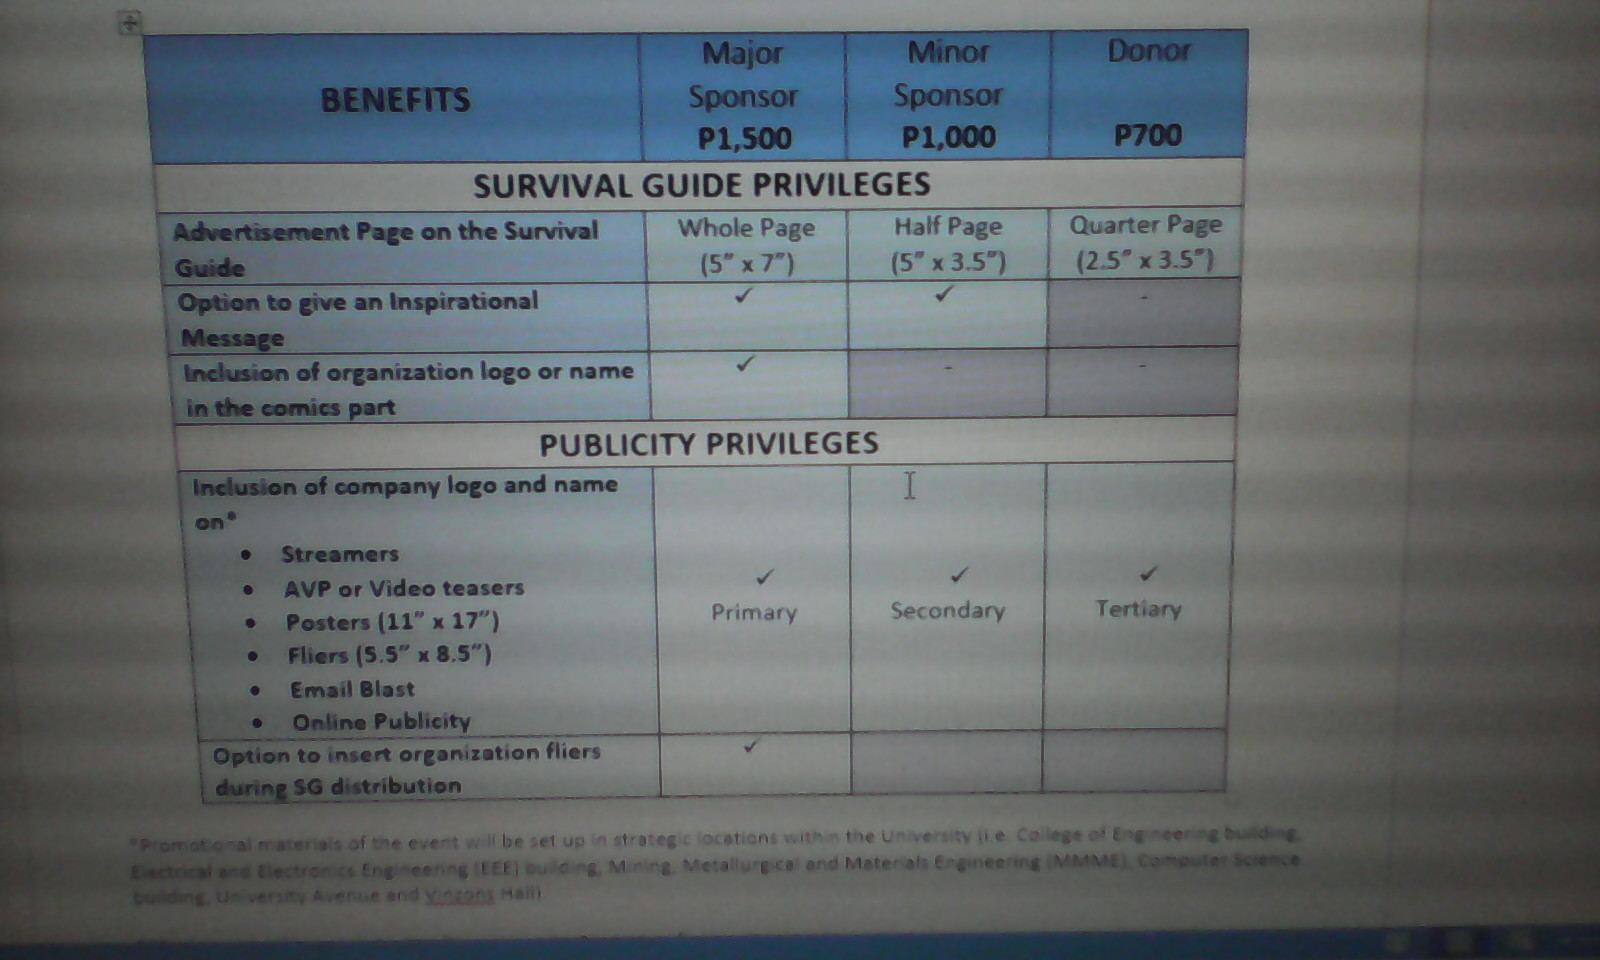 BENEFITS
Major Sponsor P1,500
Minor Sponsor P1,000
Donor P700
SURVIVAL GUIDE PRIVILEGES
Advertisement Page on the Survival Guide
Whole Page (5" x 7")
Half Page (5" x 3.5")
Quarter Page (2.5" x 3.5")
Option to give an Inspirational Message
✓
✓
-
Inclusion of organization logo or name in the comics part
✓
-
-
PUBLICITY PRIVILEGES
Inclusion of company logo and name on*
• Streamers
• AVP or Video teasers
• Posters (11" x 17")
• Fliers (5.5" x 8.5")
• Email Blast
• Online Publicity
✓ Primary
✓ Secondary
✓ Tertiary
Option to insert organization fliers during SG distribution
✓
*Promotional materials of the event will be set up in strategic locations within the University (i.e. College of Engineering building,
Electrical and Electronics Engineering (EEE) building, Mining, Metallurgical and Materials Engineering (MMME), Computer Science
building, University Avenue and Vinzons Hall)